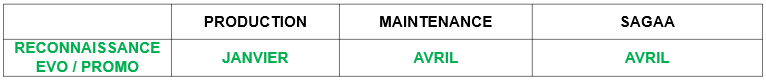 PRODUCTION MAINTENANCE SAGAA
RECONNAISSANCE
EVO / PROMO JANVIER AVRIL AVRIL